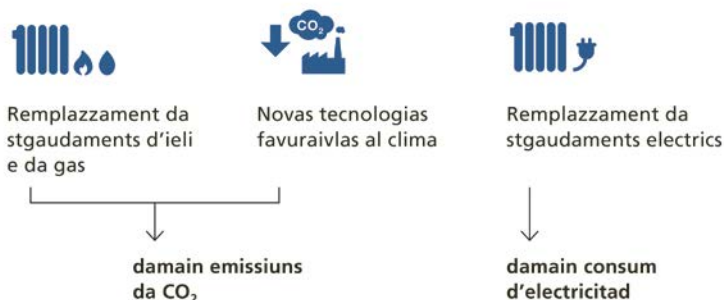 CO₂
Remplazzament da
stgaudaments d'ieli
e da gas
Novas tecnologias
favuraivlas al clima
Remplazzament da
stgaudaments electrics
damain emissiuns
da CO₂
damain consum
d'electricitad